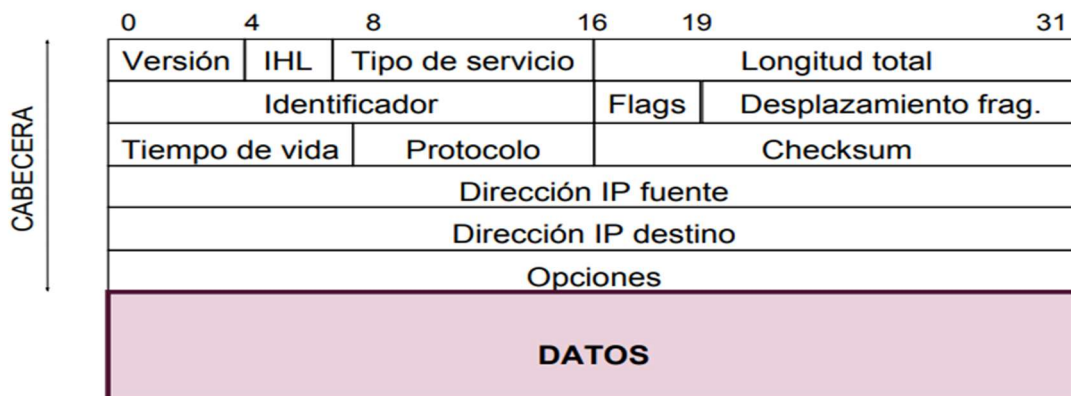 0 4 8 16 19 31
Versión IHL Tipo de servicio Longitud total
Identificador Flags Desplazamiento frag.
Tiempo de vida Protocolo Checksum
Dirección IP fuente
Dirección IP destino
Opciones
CABECERA
DATOS